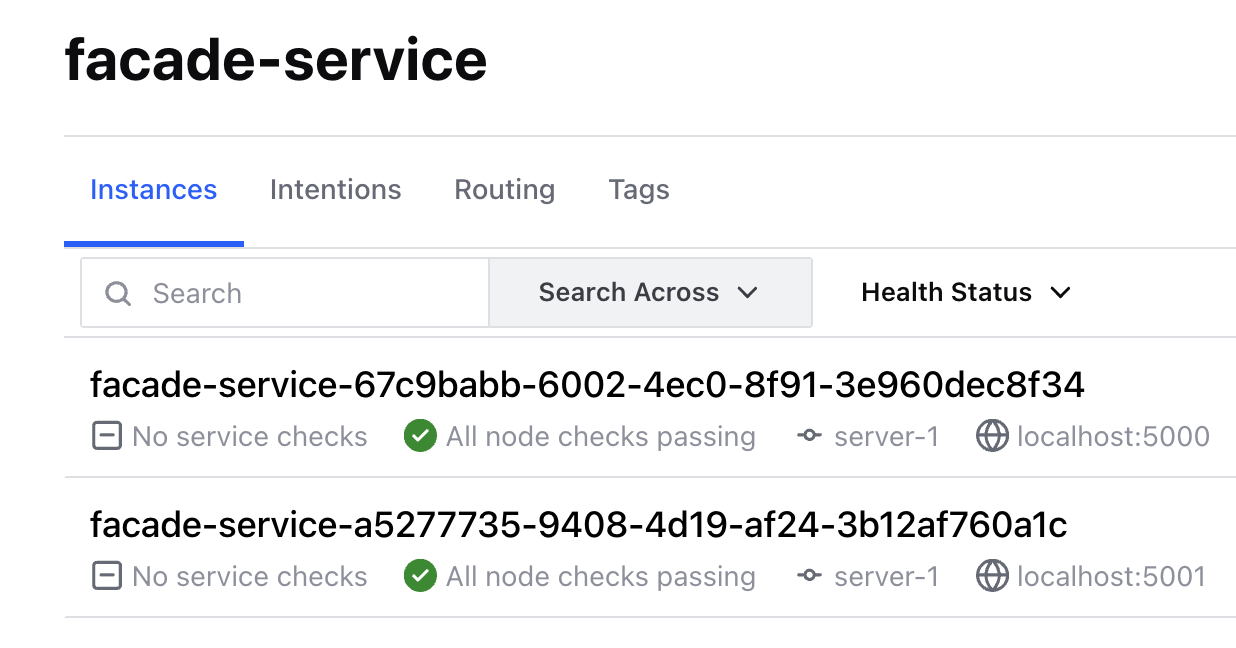 facade-service
Instances Intentions Routing Tags
Search Search Across Health Status
facade-service-67c9babb-6002-4ec0-8f91-3e960dec8f34
No service checks All node checks passing server-1 localhost:5000
facade-service-a5277735-9408-4d19-af24-3b12af760a1c
No service checks All node checks passing server-1 localhost:5001